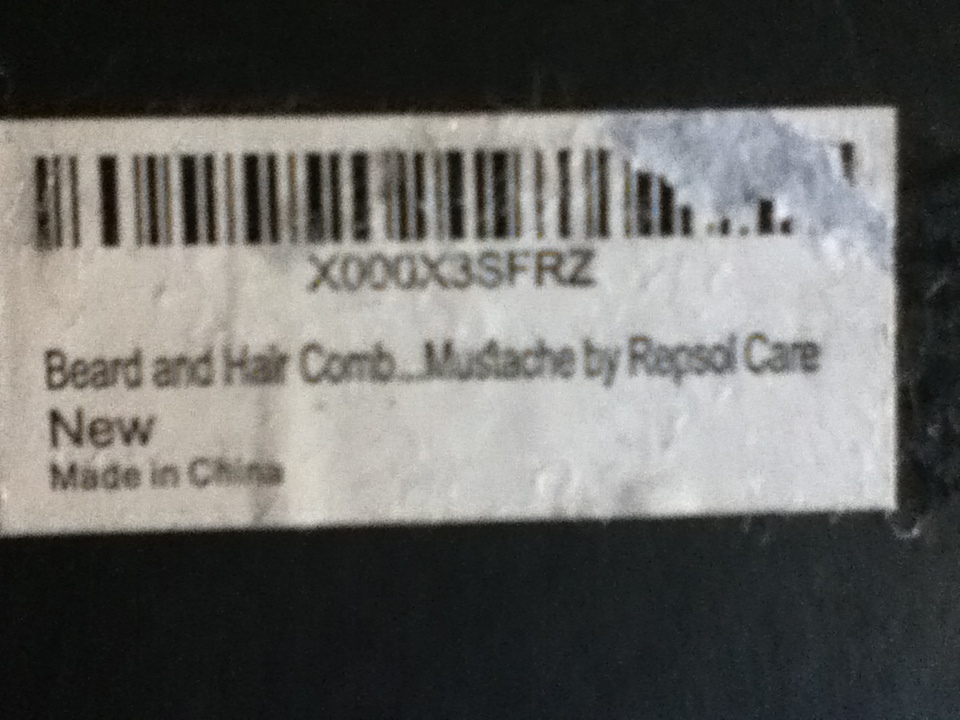 X000X3SFRZ
Beard and Hair Comb...Mustache by Repsol Care
New
Made in China